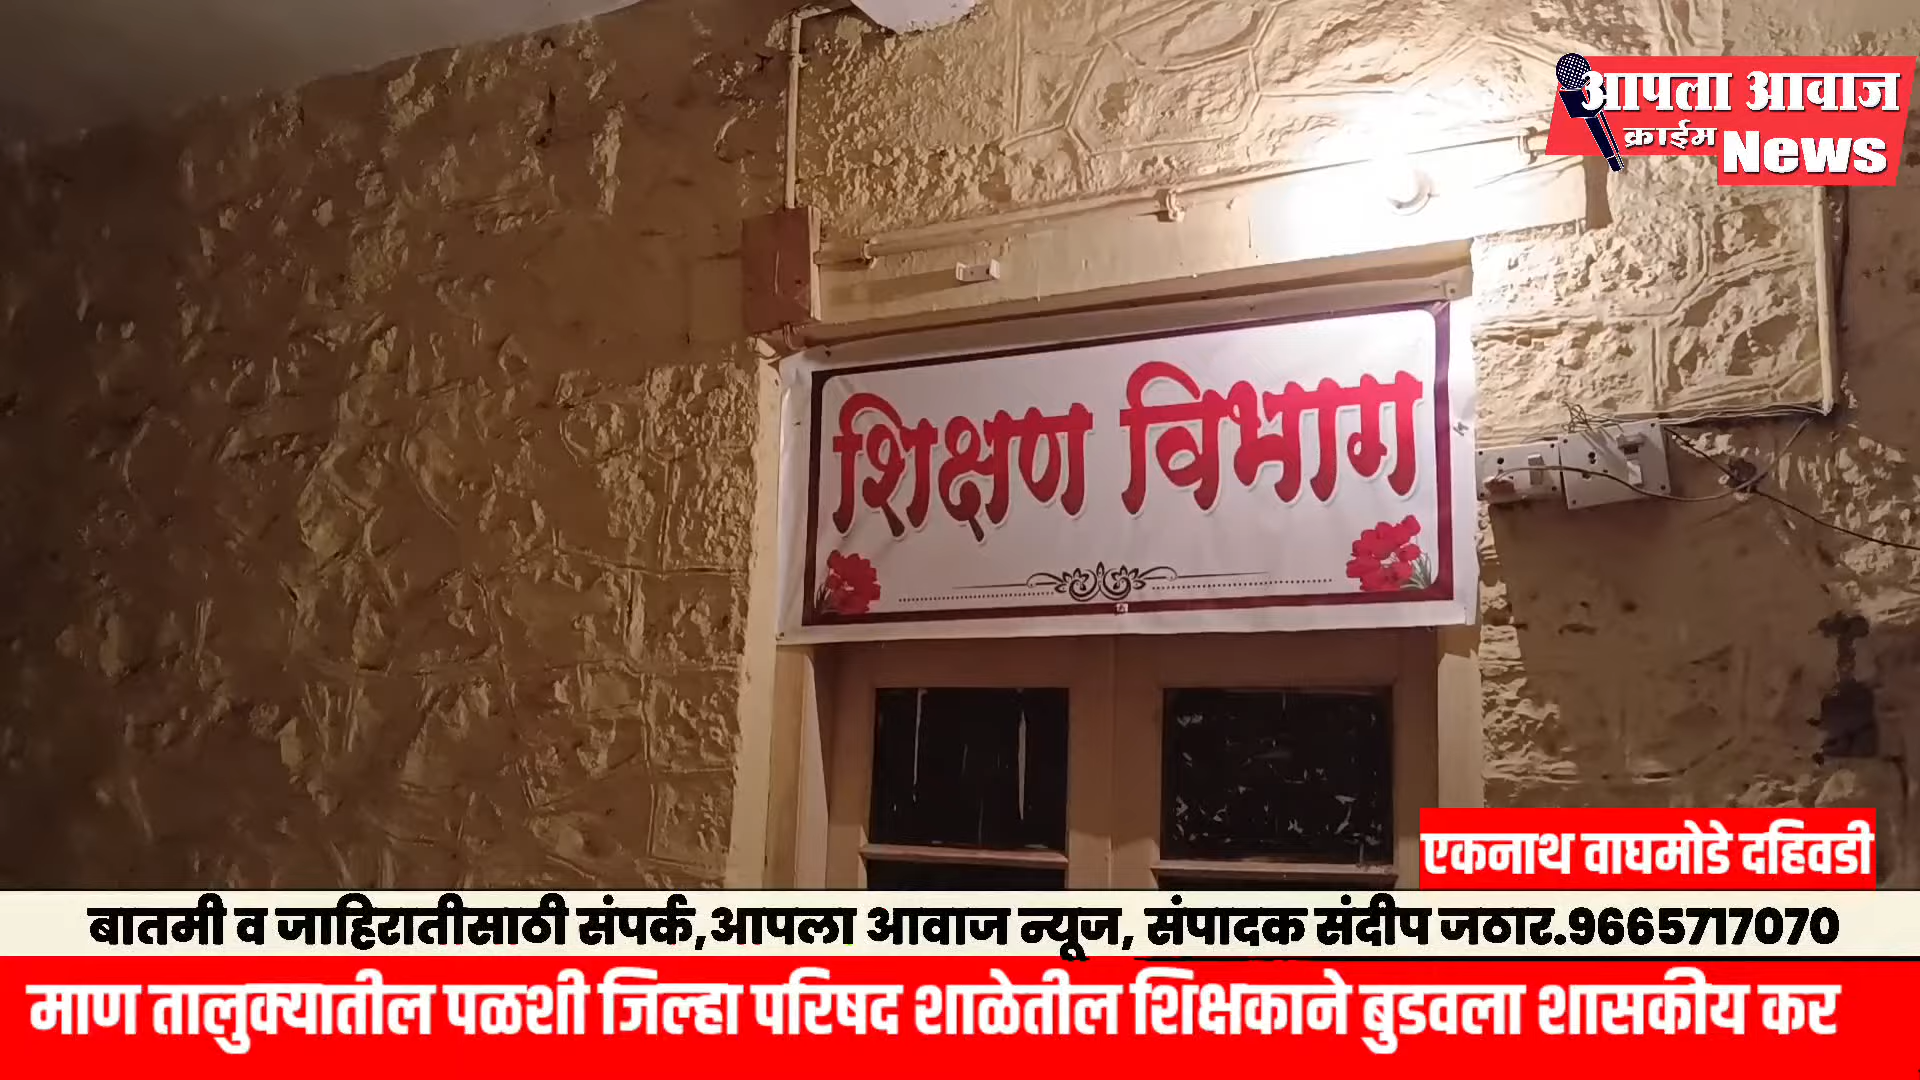 आपला आवाज
क्राईम
News
शिक्षण विभाग
एकनाथ वाघमोडे दहिवडी
बातमी व जाहिरातीसाठी संपर्क,आपला आवाज न्यूज, संपादक संदीप जठार.9665717070
माण तालुक्यातील पळशी जिल्हा परिषद शाळेतील शिक्षकाने बुडवला शासकीय कर